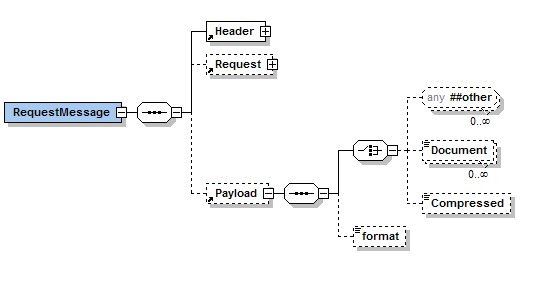 Header
Request
RequestMessage
any ##other
0..∞
Document
0..∞
Payload
Compressed
format